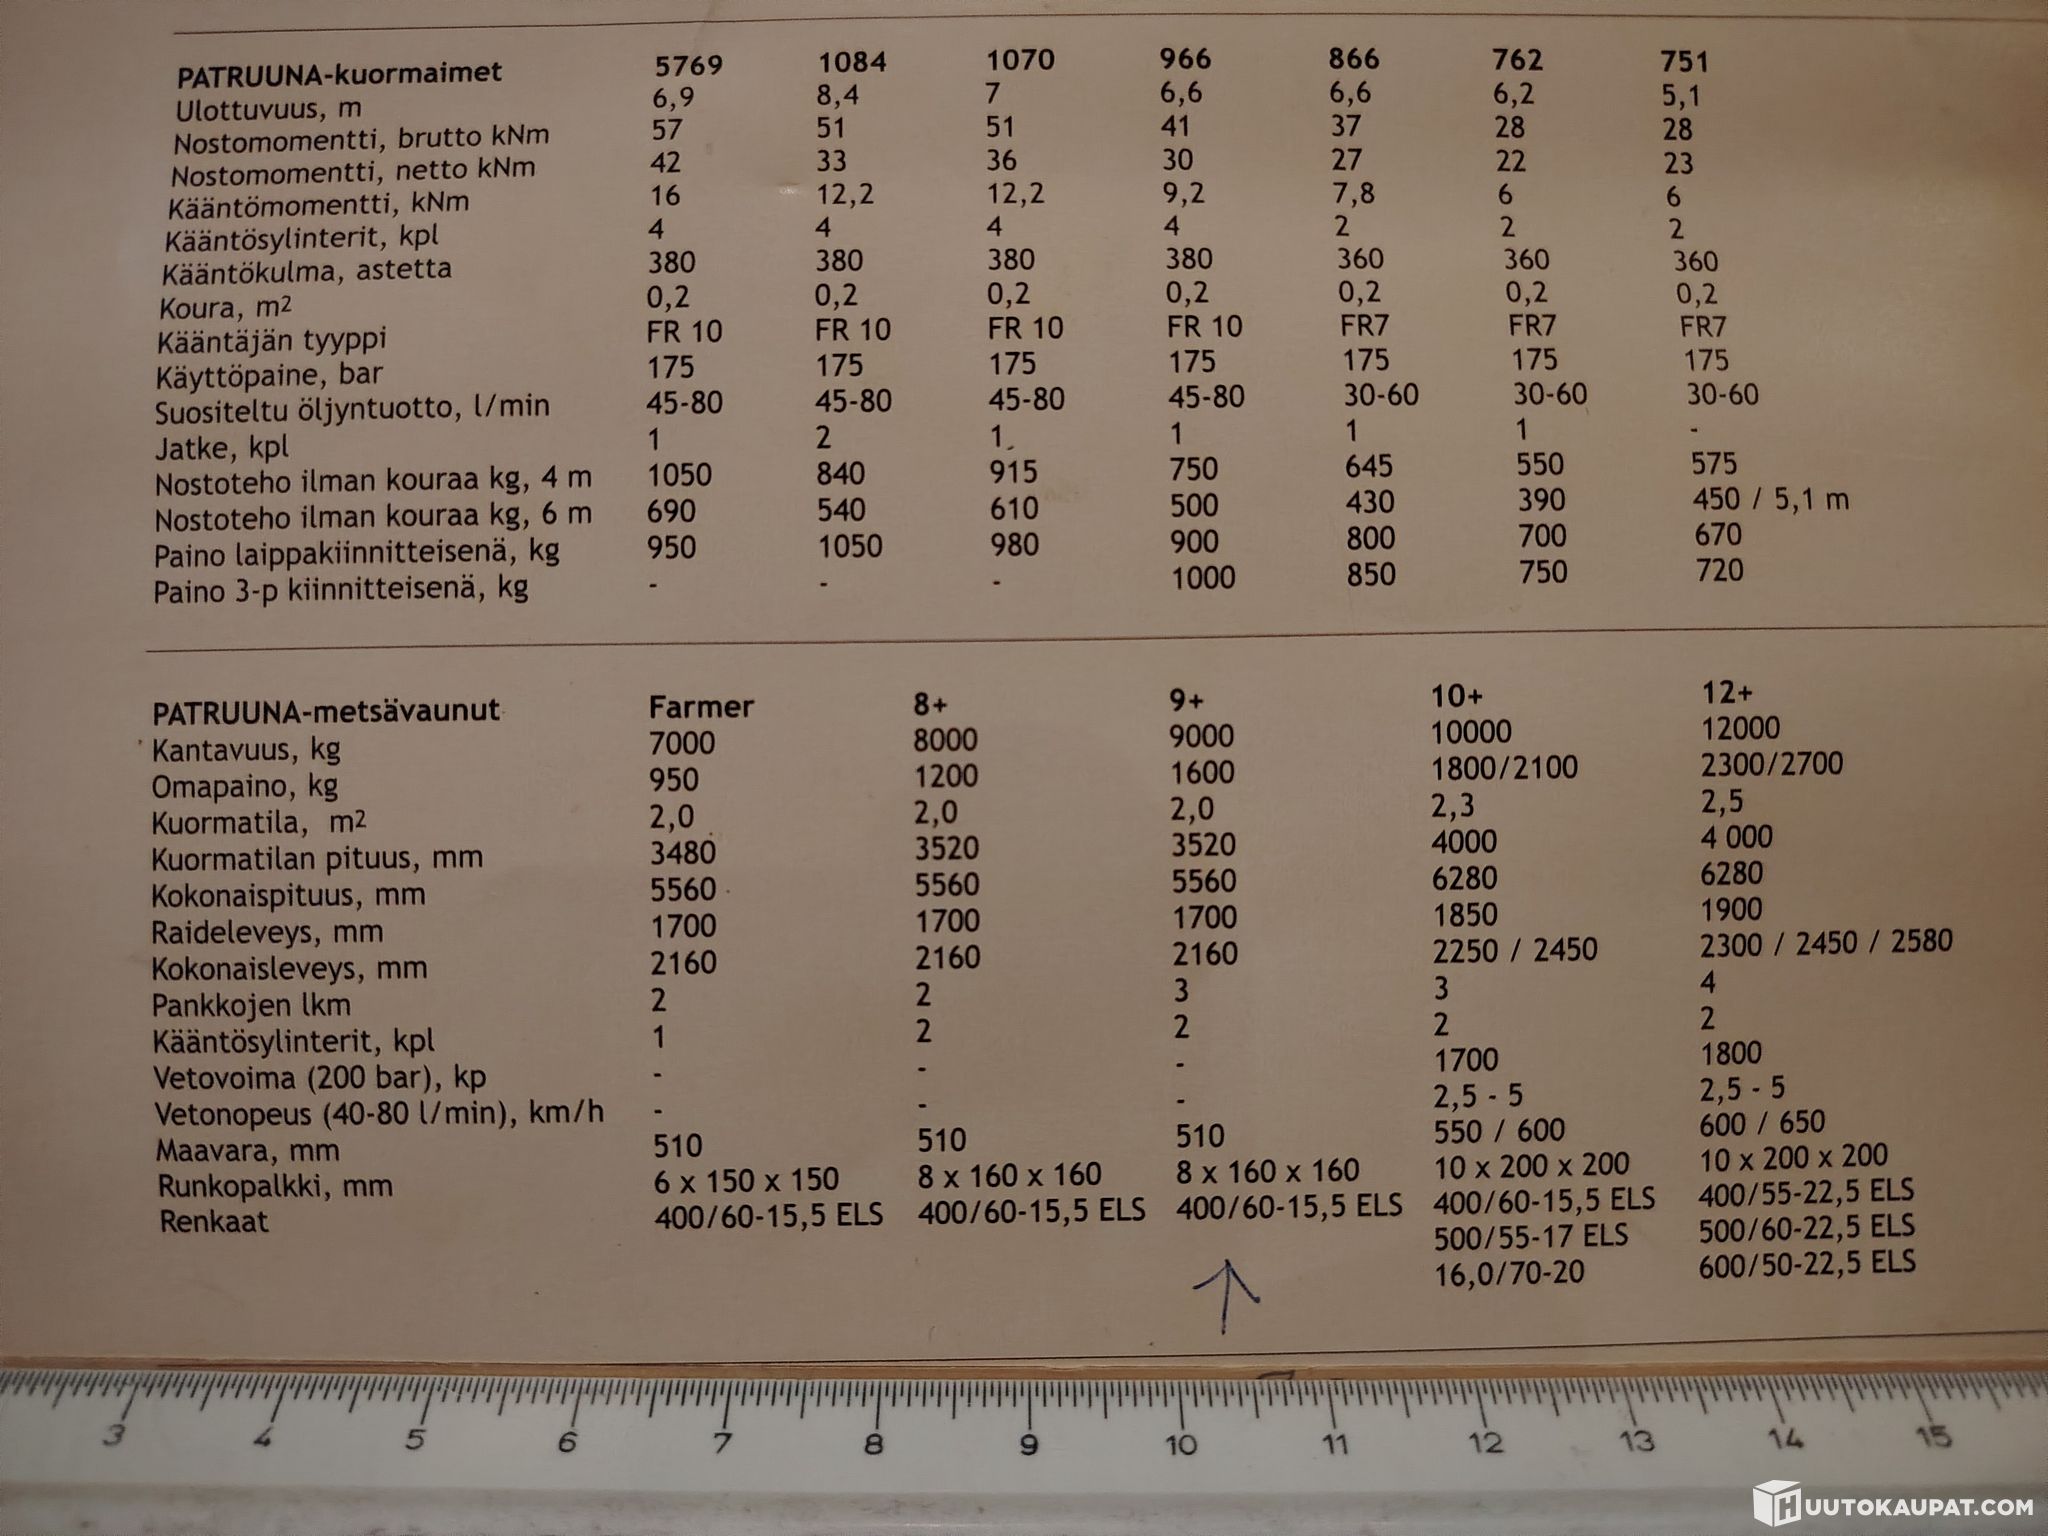 PATRUUNA-kuormaimet 5769 1084 1070 966 866 762 751
Ulottuvuus, m 6,9 8,4 7 6,6 6,6 6,2 5,1
Nostomomentti, brutto kNm 57 51 51 41 37 28 28
Nostomomentti, netto kNm 42 33 36 30 27 22 23
Kääntömomentti, kNm 16 12,2 12,2 9,2 7,8 6 6
Kääntösylinterit, kpl 4 4 4 4 2 2 2
Kääntökulma, astetta 380 380 380 380 360 360 360
Koura, m2 0,2 0,2 0,2 0,2 0,2 0,2 0,2
Kääntäjän tyyppi FR 10 FR 10 FR 10 FR 10 FR7 FR7 FR7
Käyttöpaine, bar 175 175 175 175 175 175 175
Suositeltu öljyntuotto, l/min 45-80 45-80 45-80 45-80 30-60 30-60 30-60
Jatke, kpl 1 2 1 1 1 1 -
Nostoteho ilman kouraa kg, 4 m 1050 840 915 750 645 550 575
Nostoteho ilman kouraa kg, 6 m 690 540 610 500 430 390 450 / 5,1 m
Paino laippakiinnitteisenä, kg 950 1050 980 900 800 700 670
Paino 3-p kiinnitteisenä, kg - - - 1000 850 750 720
PATRUUNA-metsävaunut Farmer 8+ 9+ 10+ 12+
Kantavuus, kg 7000 8000 9000 10000 12000
Omapaino, kg 950 1200 1600 1800/2100 2300/2700
Kuormatila, m2 2,0 2,0 2,0 2,3 2,5
Kuormatilan pituus, mm 3480 3520 3520 4000 4 000
Kokonaispituus, mm 5560 5560 5560 6280 6280
Raideleveys, mm 1700 1700 1700 1850 1900
Kokonaisleveys, mm 2160 2160 2160 2250 / 2450 2300 / 2450 / 2580
Pankkojen lkm 2 2 3 3 4
Kääntösylinterit, kpl 1 2 2 2 2
Vetovoima (200 bar), kp - - - 1700 1800
Vetonopeus (40-80 l/min), km/h - - - 2,5 - 5 2,5 - 5
Maavara, mm 510 510 510 550 / 600 600 / 650
Runkopalkki, mm 6 x 150 x 150 8 x 160 x 160 8 x 160 x 160 10 x 200 x 200 10 x 200 x 200
Renkaat 400/60-15,5 ELS 400/60-15,5 ELS 400/60-15,5 ELS 400/60-15,5 ELS 400/55-22,5 ELS
500/55-17 ELS 500/60-22,5 ELS
16,0/70-20 600/50-22,5 ELS
3 4 5 6 7 8 9 10 11 12 13 14 15
HUUTOKAUPAT.COM